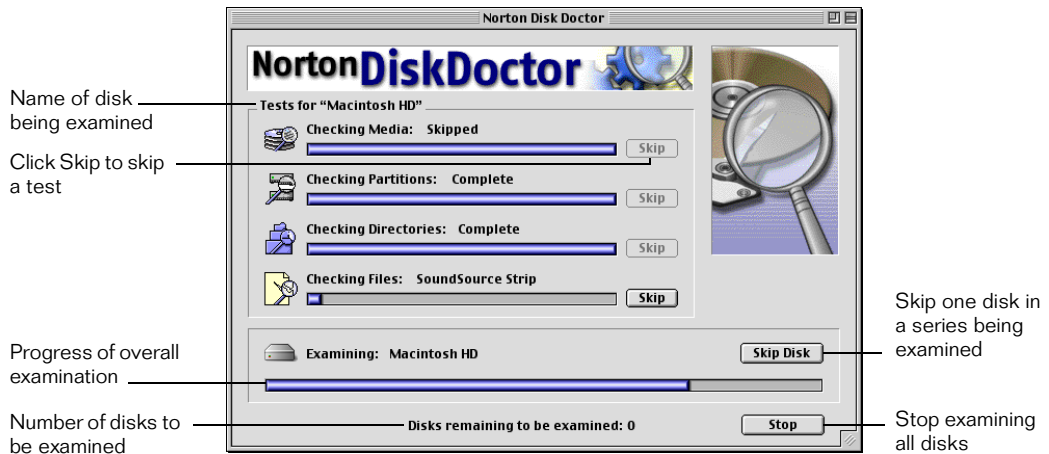 Norton Disk Doctor
Norton DiskDoctor
Name of disk
being examined
Tests for “Macintosh HD”
Checking Media: Skipped
Skip
Click Skip to skip
a test
Checking Partitions: Complete
Skip
Checking Directories: Complete
Skip
Checking Files: SoundSource Strip
Skip
Skip one disk in
a series being
examined
Progress of overall
examination
Examining: Macintosh HD
Skip Disk
Number of disks to
be examined
Disks remaining to be examined: 0
Stop
Stop examining
all disks